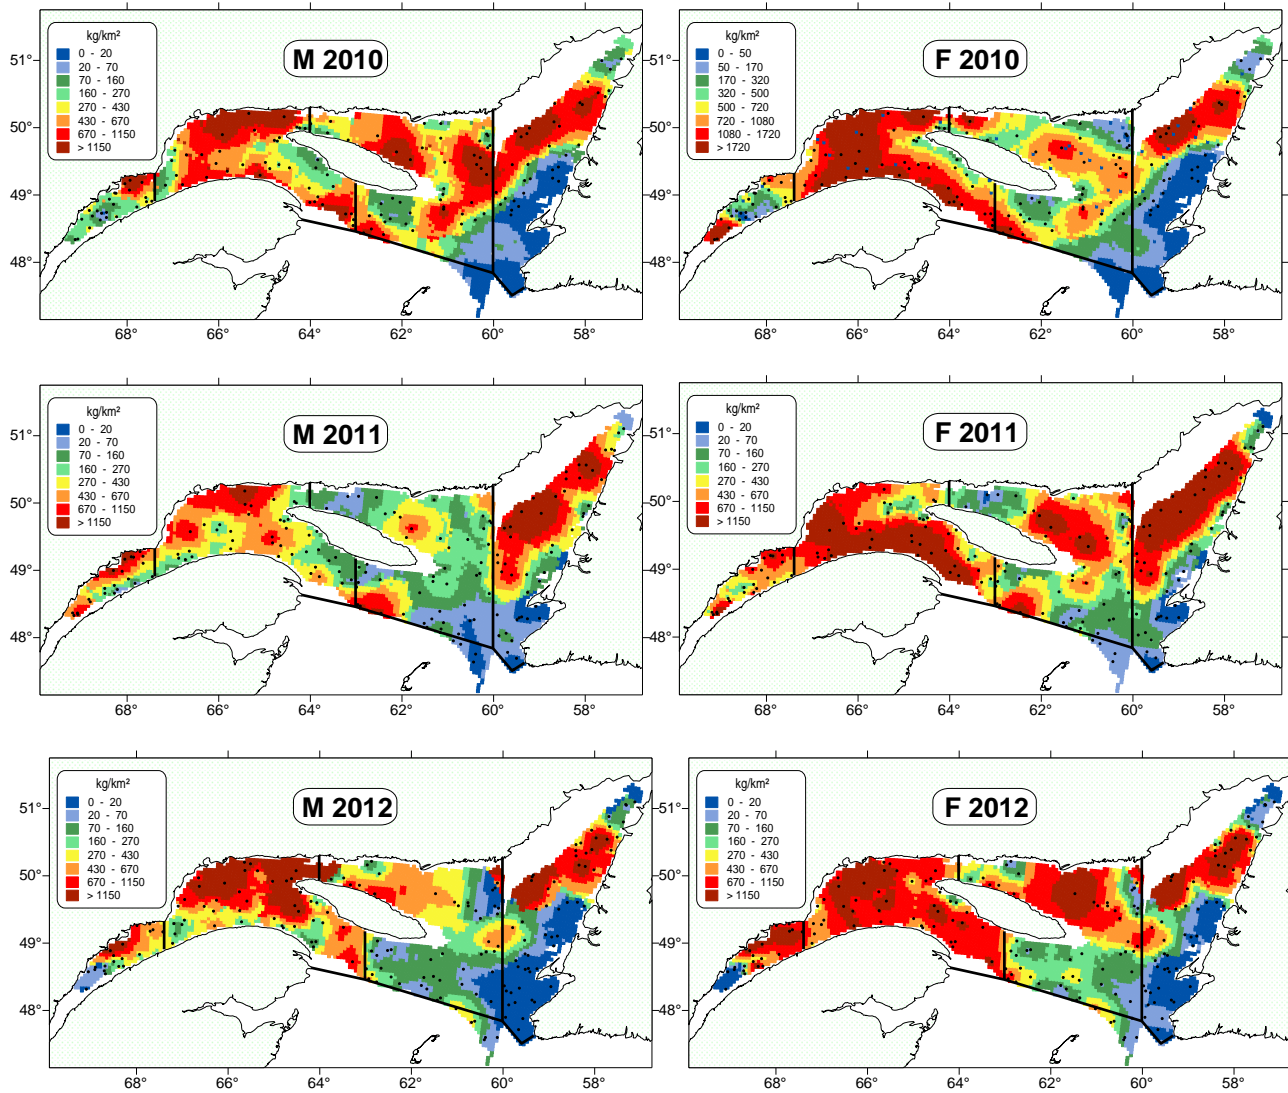 kg/km²
0 - 20
20 - 70
70 - 160
160 - 270
270 - 430
430 - 670
670 - 1150
> 1150
M 2010
51°
50°
49°
48°
68°
66°
64°
62°
60°
58°
kg/km²
0 - 50
50 - 170
170 - 320
320 - 500
500 - 720
720 - 1080
1080 - 1720
> 1720
F 2010
51°
50°
49°
48°
68°
66°
64°
62°
60°
58°
kg/km²
0 - 20
20 - 70
70 - 160
160 - 270
270 - 430
430 - 670
670 - 1150
> 1150
M 2011
51°
50°
49°
48°
68°
66°
64°
62°
60°
58°
kg/km²
0 - 20
20 - 70
70 - 160
160 - 270
270 - 430
430 - 670
670 - 1150
> 1150
F 2011
51°
50°
49°
48°
68°
66°
64°
62°
60°
58°
kg/km²
0 - 20
20 - 70
70 - 160
160 - 270
270 - 430
430 - 670
670 - 1150
> 1150
M 2012
51°
50°
49°
48°
68°
66°
64°
62°
60°
58°
kg/km²
0 - 20
20 - 70
70 - 160
160 - 270
270 - 430
430 - 670
670 - 1150
> 1150
F 2012
51°
50°
49°
48°
68°
66°
64°
62°
60°
58°